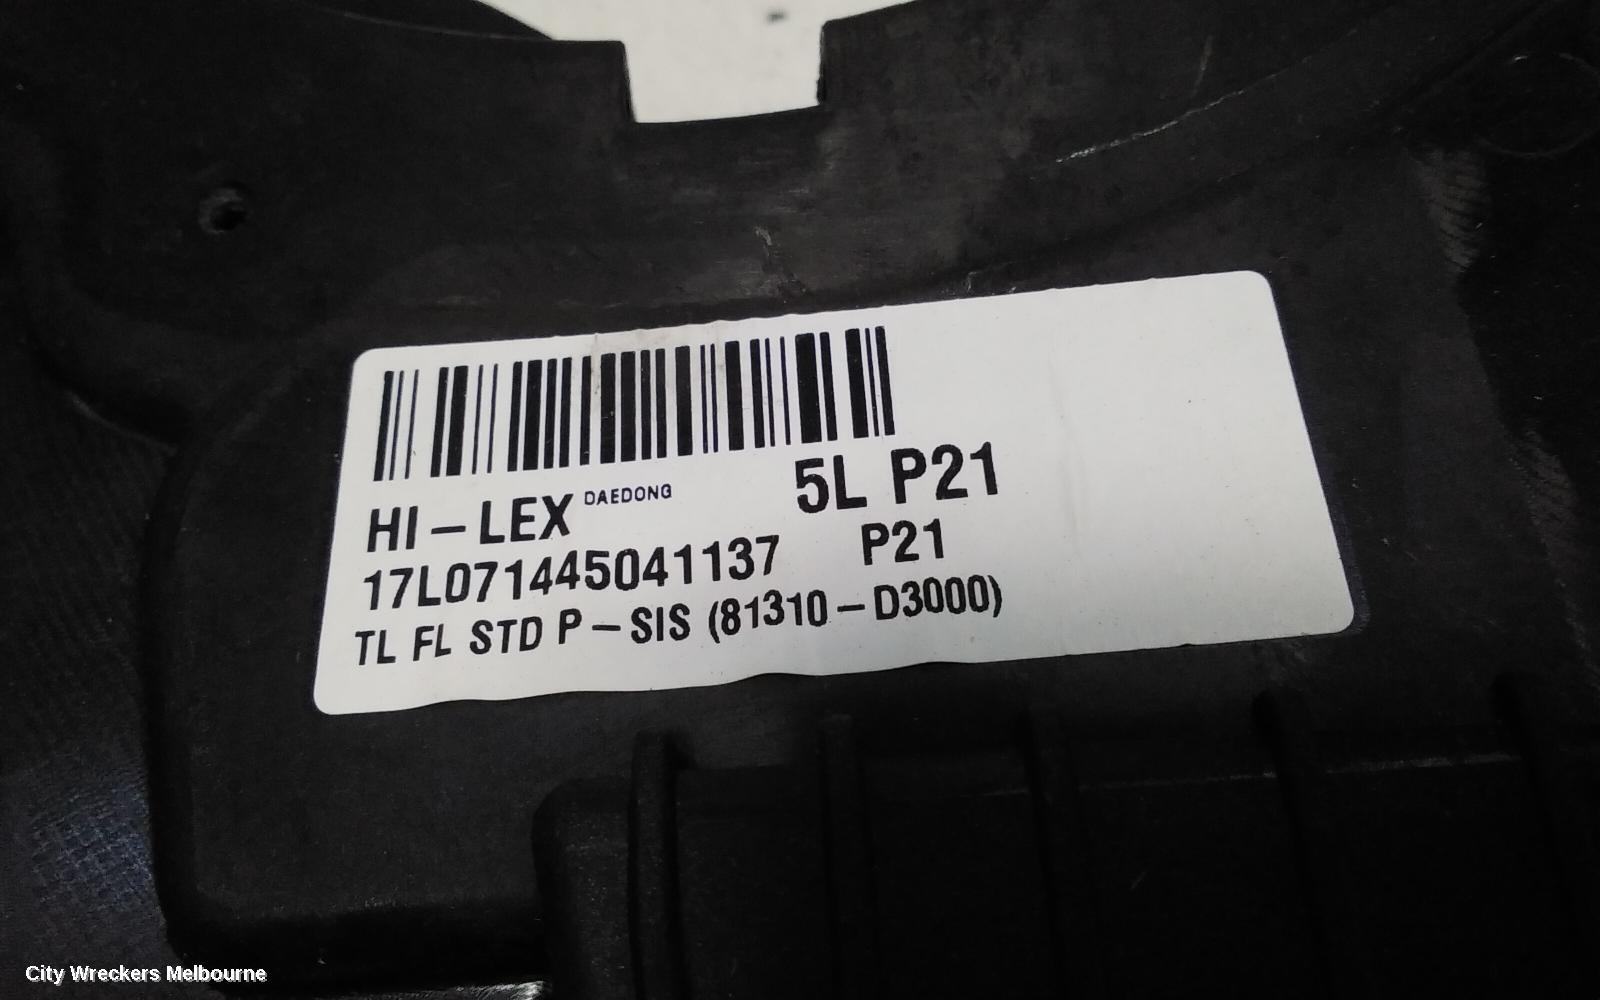 HI-LEX DAEDONG 5L P21
17L071445041137 P21
TL FL STD P-SIS (81310-D3000)
City Wreckers Melbourne